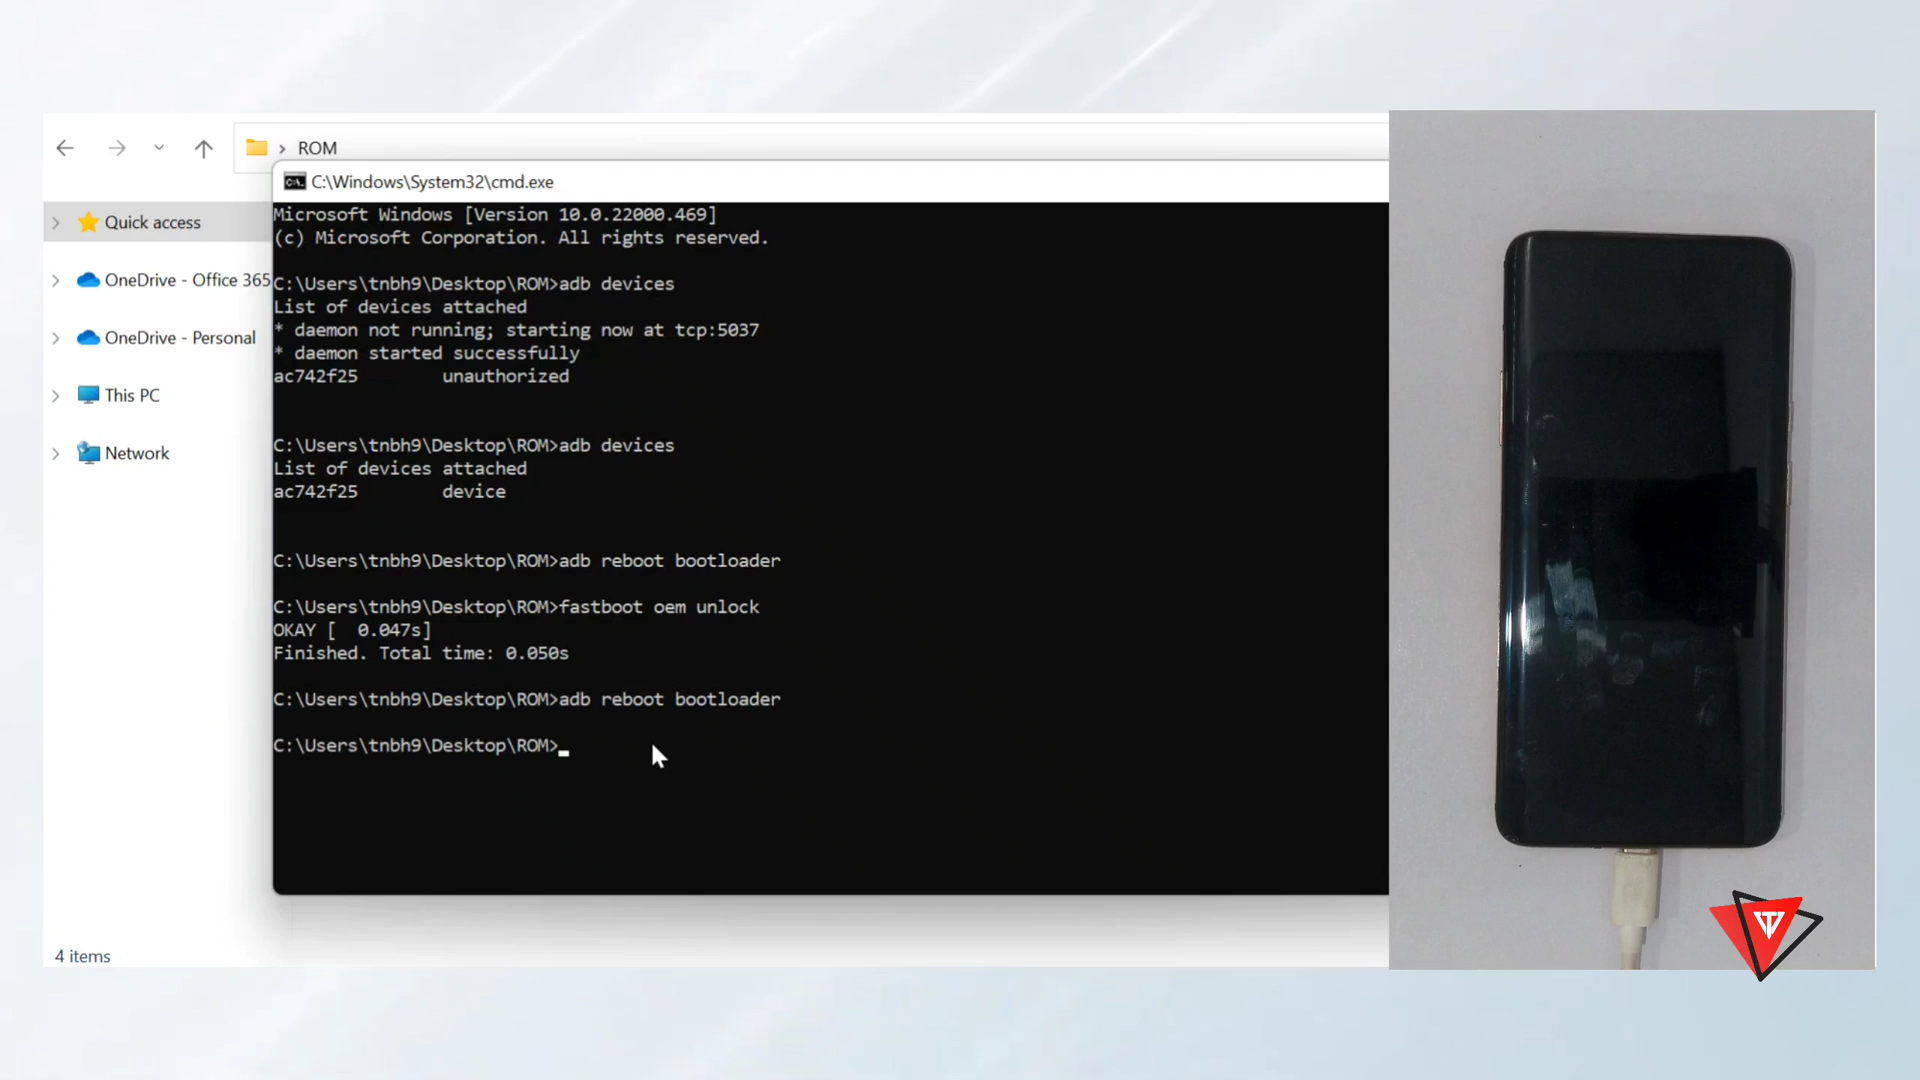 ROM
C:\Windows\System32\cmd.exe
Quick access
OneDrive - Office 365
OneDrive - Personal
This PC
Network
4 items
Microsoft Windows [Version 10.0.22000.469]
(c) Microsoft Corporation. All rights reserved.
C:\Users\tnbh9\Desktop\ROM>adb devices
List of devices attached
* daemon not running; starting now at tcp:5037
* daemon started successfully
ac742f25 unauthorized
C:\Users\tnbh9\Desktop\ROM>adb devices
List of devices attached
ac742f25 device
C:\Users\tnbh9\Desktop\ROM>adb reboot bootloader
C:\Users\tnbh9\Desktop\ROM>fastboot oem unlock
OKAY [ 0.047s]
Finished. Total time: 0.050s
C:\Users\tnbh9\Desktop\ROM>adb reboot bootloader
C:\Users\tnbh9\Desktop\ROM>